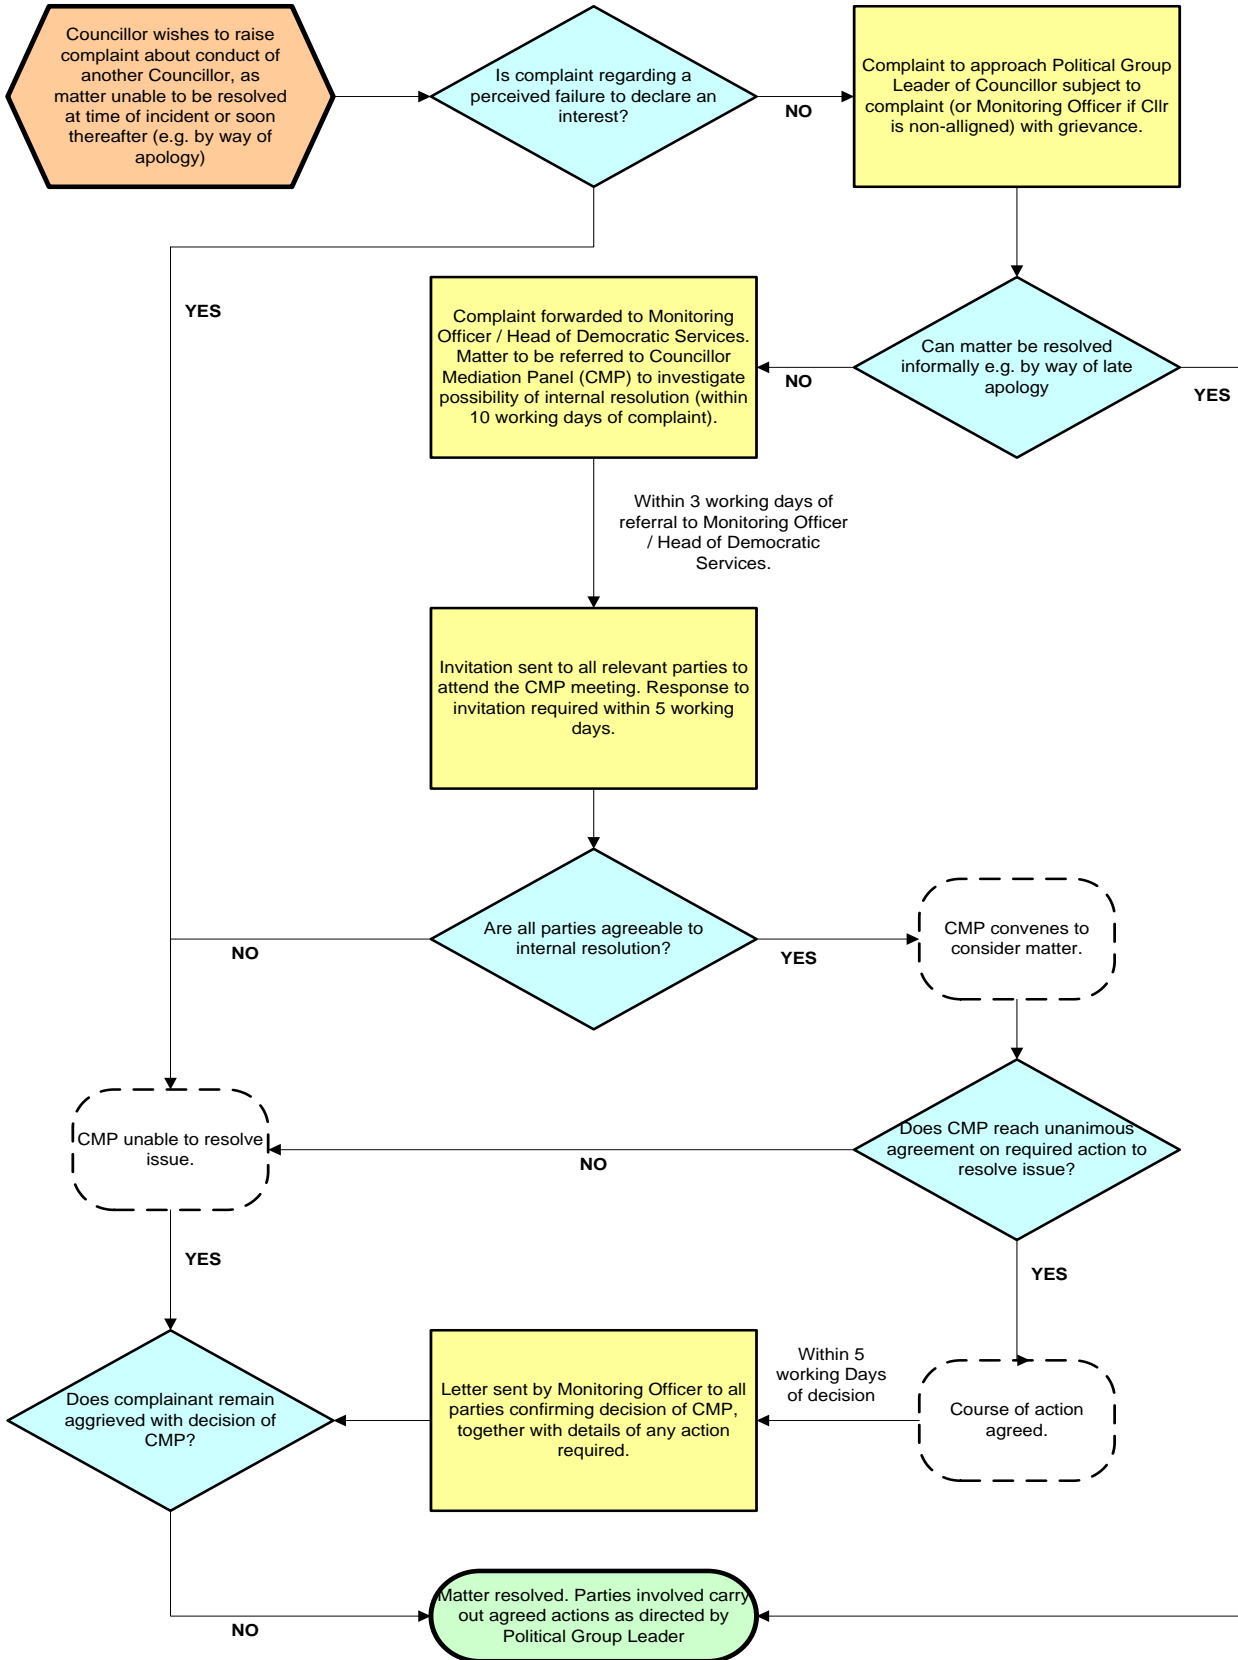 Councillor wishes to raise
complaint about conduct of
another Councillor, as
matter unable to be resolved
at time of incident or soon
thereafter (e.g. by way of
apology)
Is complaint regarding a
perceived failure to declare an
interest?
NO
Complaint to approach Political Group
Leader of Councillor subject to
complaint (or Monitoring Officer if Cllr
is non-alligned) with grievance.
YES
Complaint forwarded to Monitoring
Officer / Head of Democratic Services.
Matter to be referred to Councillor
Mediation Panel (CMP) to investigate
possibility of internal resolution (within
10 working days of complaint).
NO
Can matter be resolved
informally e.g. by way of late
apology
YES
Within 3 working days of
referral to Monitoring Officer
/ Head of Democratic
Services.
Invitation sent to all relevant parties to
attend the CMP meeting. Response to
invitation required within 5 working
days.
NO
Are all parties agreeable to
internal resolution?
YES
CMP convenes to
consider matter.
CMP unable to resolve
issue.
NO
Does CMP reach unanimous
agreement on required action to
resolve issue?
YES
YES
Does complainant remain
aggrieved with decision of
CMP?
Letter sent by Monitoring Officer to all
parties confirming decision of CMP,
together with details of any action
required.
Within 5
working Days
of decision
Course of action
agreed.
NO
Matter resolved. Parties involved carry
out agreed actions as directed by
Political Group Leader